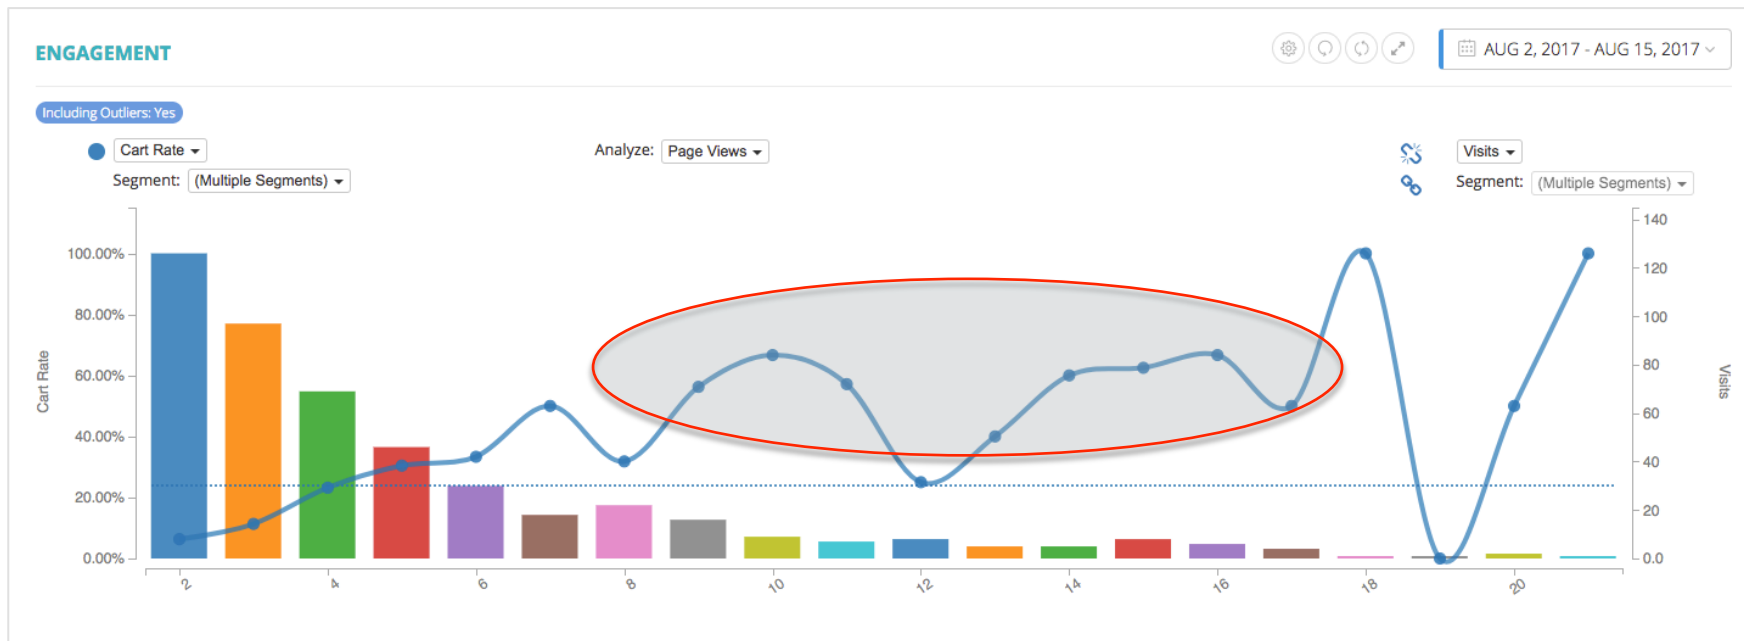 ENGAGEMENT
AUG 2, 2017 - AUG 15, 2017
Including Outliers: Yes
Cart Rate
Analyze: Page Views
Visits
Segment: (Multiple Segments)
Segment: (Multiple Segments)
Cart Rate
100.00%
80.00%
60.00%
40.00%
20.00%
0.00%
140
120
100
80
60
40
20
0.0
Visits
2 4 6 8 10 12 14 16 18 20